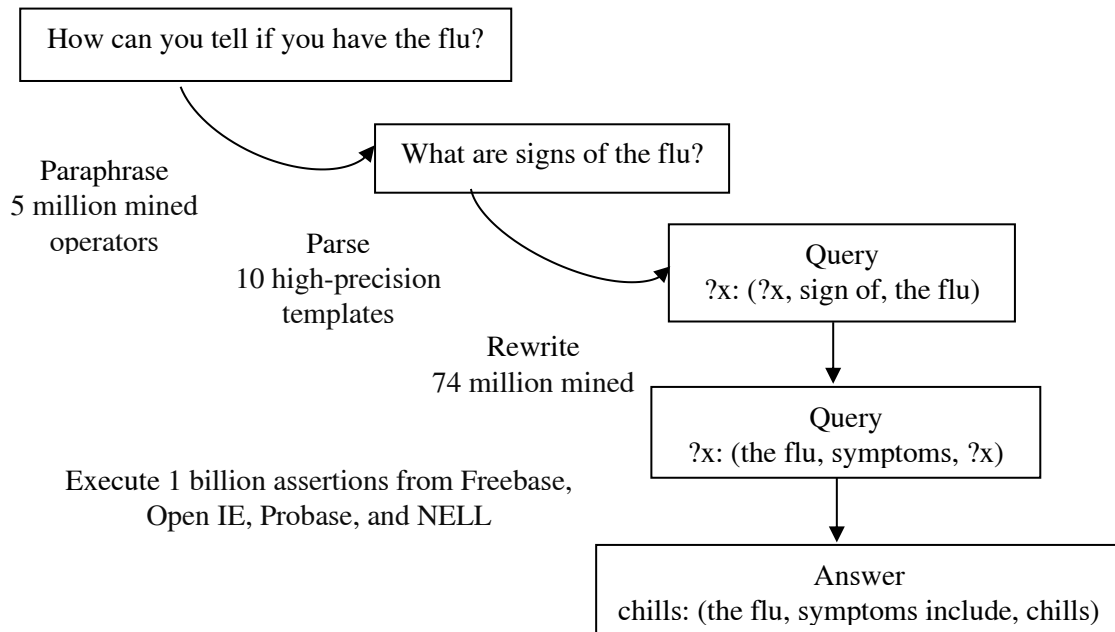 How can you tell if you have the flu?
What are signs of the flu?
Paraphrase
5 million mined
operators
Parse
10 high-precision
templates
Query
?x: (?x, sign of, the flu)
Rewrite
74 million mined
Query
?x: (the flu, symptoms, ?x)
Execute 1 billion assertions from Freebase,
Open IE, Probase, and NELL
Answer
chills: (the flu, symptoms include, chills)